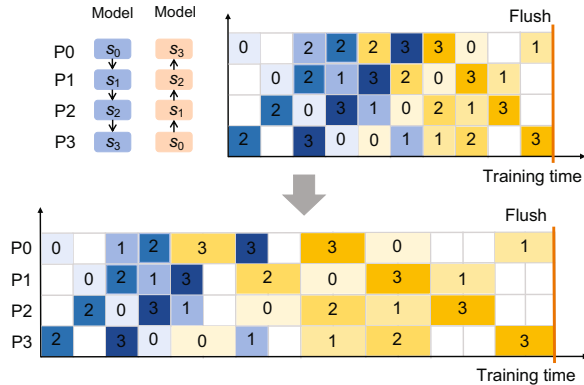 Model Model Flush
P0 s₀ s₃ 0 2 2 2 3 3 0 1
P1 s₁ s₂ 0 2 1 3 2 0 3 1
P2 s₂ s₁ 2 0 3 1 0 2 1 3
P3 s₃ s₀ 2 3 0 0 1 1 2 3
Training time
Flush
P0 0 1 2 3 3 3 0 1
P1 0 2 1 3 2 0 3 1
P2 2 0 3 1 0 2 1 3
P3 2 3 0 0 1 1 2 3
Training time